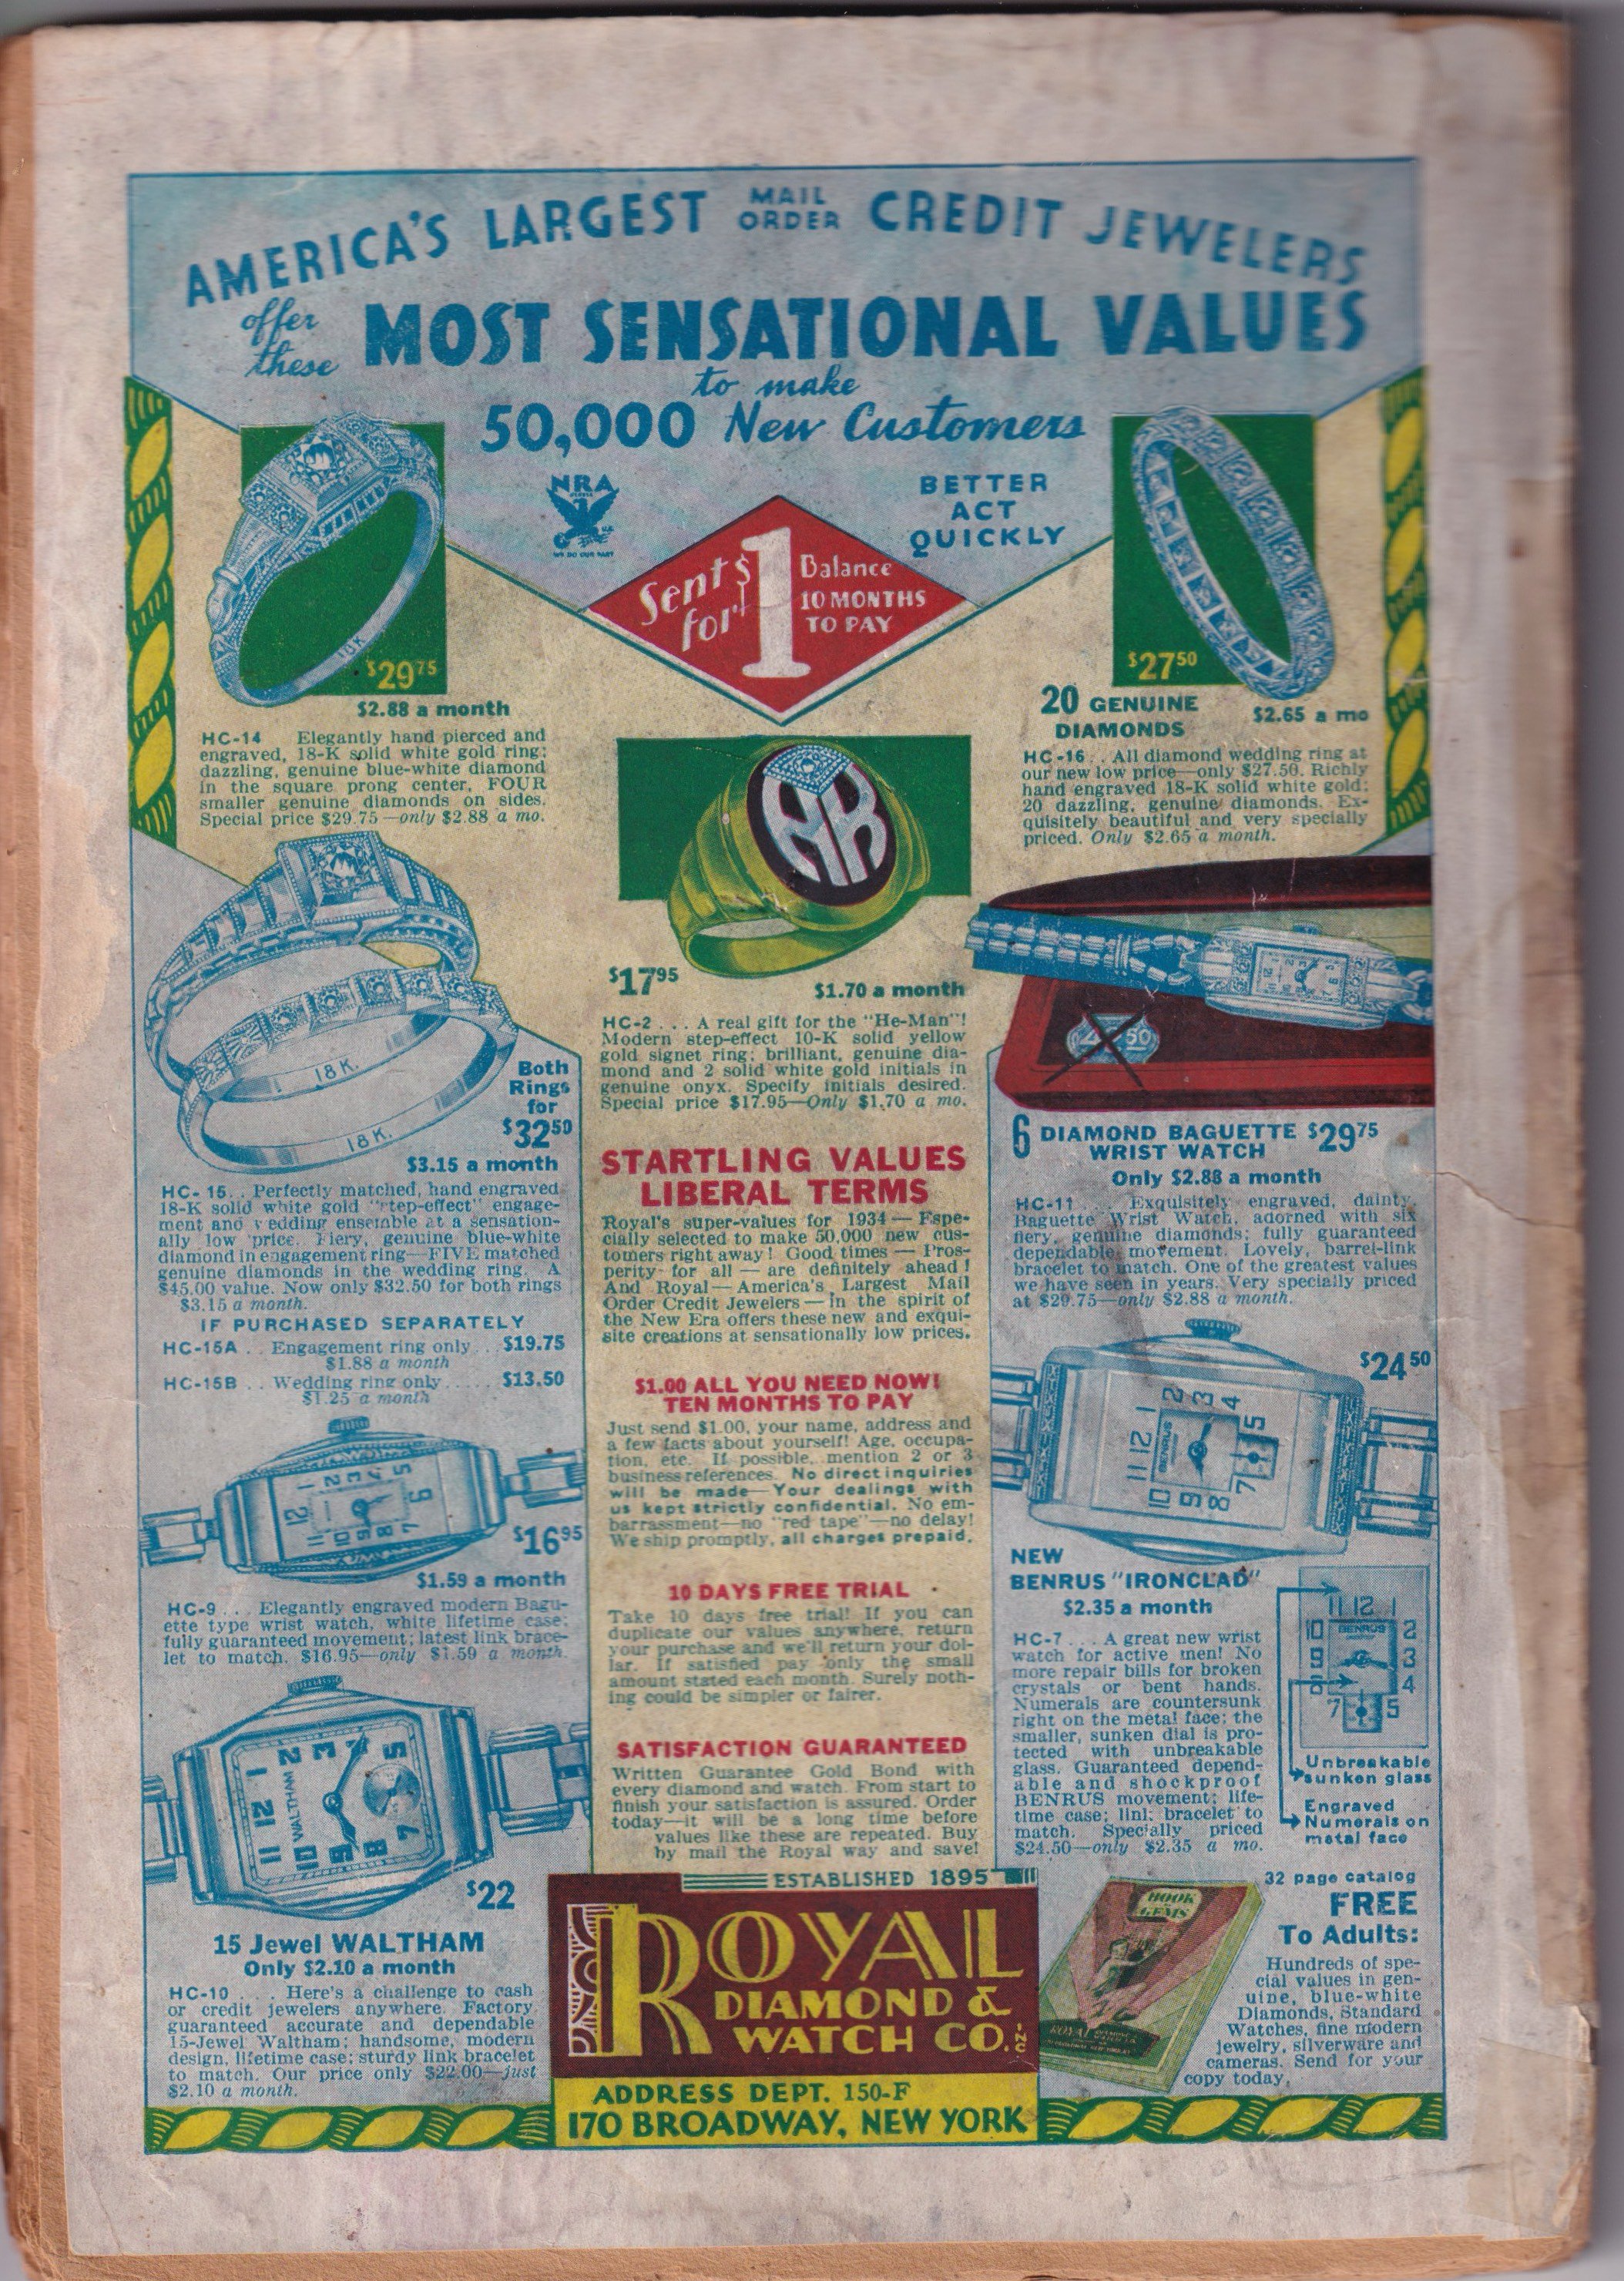 AMERICA'S LARGEST MAIL ORDER CREDIT JEWELERS
offer these MOST SENSATIONAL VALUES
to make
50,000 New Customers
NRA
WE DO OUR PART
BETTER
ACT
QUICKLY
Sent for $1
Balance
10 MONTHS
TO PAY
18K
$29.75
$2.88 a month
HC-14 Elegantly hand pierced and
engraved, 18-K solid white gold ring;
dazzling, genuine blue-white diamond
in the square prong center, FOUR
smaller genuine diamonds on sides.
Special price $29.75—only $2.88 a mo.
$27.50
20 GENUINE
DIAMONDS
$2.65 a mo
HC-16.. All diamond wedding ring at
our new low price—only $27.50. Richly
hand engraved 18-K solid white gold;
20 dazzling, genuine diamonds. Ex-
quisitely beautiful and very specially
priced. Only $2.65 a month.
18K.
18K.
Both
Rings
for
$32.50
$3.15 a month
HC-15.. Perfectly matched, hand engraved
18-K solid white gold "step-effect" engage-
ment and wedding ensemble at a sensation-
ally low price. Fiery, genuine blue-white
diamond in engagement ring—FIVE matched
genuine diamonds in the wedding ring. A
$45.00 value. Now only $32.50 for both rings
$3.15 a month.
IF PURCHASED SEPARATELY
HC-15A .. Engagement ring only ... $19.75
$1.88 a month
HC-15B .. Wedding ring only ..... $13.50
$1.25 a month
$16.95
$1.59 a month
HC-9 ... Elegantly engraved modern Bagu-
ette type wrist watch, white lifetime case;
fully guaranteed movement; latest link brace-
let to match. $16.95—only $1.59 a month.
WALTHAM
$22
15 Jewel WALTHAM
Only $2.10 a month
HC-10 ... Here's a challenge to cash
or credit jewelers anywhere. Factory
guaranteed accurate and dependable
15-Jewel Waltham; handsome, modern
design, lifetime case; sturdy link bracelet
to match. Our price only $22.00—just
$2.10 a month.
$17.95
$1.70 a month
HC-2 ... A real gift for the "He-Man"!
Modern step-effect 10-K solid yellow
gold signet ring; brilliant, genuine dia-
mond and 2 solid white gold initials in
genuine onyx. Specify initials desired.
Special price $17.95—Only $1.70 a mo.
STARTLING VALUES
LIBERAL TERMS
Royal's super-values for 1934—Espe-
cially selected to make 50,000 new cus-
tomers right away! Good times—Pros-
perity for all—are definitely ahead!
And Royal—America's Largest Mail
Order Credit Jewelers—in the spirit of
the New Era offers these new and exqui-
site creations at sensationally low prices.
$1.00 ALL YOU NEED NOW!
TEN MONTHS TO PAY
Just send $1.00, your name, address and
a few facts about yourself! Age, occupa-
tion, etc. If possible, mention 2 or 3
business references. No direct inquiries
will be made—Your dealings with
us kept strictly confidential. No em-
barrassment—no "red tape"—no delay!
We ship promptly, all charges prepaid.
10 DAYS FREE TRIAL
Take 10 days free trial! If you can
duplicate our values anywhere, return
your purchase and we'll return your dol-
lar. If satisfied pay only the small
amount stated each month. Surely noth-
ing could be simpler or fairer.
SATISFACTION GUARANTEED
Written Guarantee Gold Bond with
every diamond and watch. From start to
finish your satisfaction is assured. Order
today—it will be a long time before
values like these are repeated. Buy
by mail the Royal way and save!
6 DIAMOND BAGUETTE $29.75
WRIST WATCH
Only $2.88 a month
HC-11 Exquisitely engraved, dainty,
Baguette Wrist Watch, adorned with six
fiery, genuine diamonds; fully guaranteed
dependable movement. Lovely, barrel-link
bracelet to match. One of the greatest values
we have seen in years. Very specially priced
at $29.75—only $2.88 a month.
$24.50
BENRUS
NEW
BENRUS "IRONCLAD"
$2.35 a month
HC-7 ... A great new wrist
watch for active men! No
more repair bills for broken
crystals or bent hands.
Numerals are countersunk
right on the metal face; the
smaller, sunken dial is pro-
tected with unbreakable
glass. Guaranteed depend-
able and shockproof
BENRUS movement; life-
time case; link bracelet to
match. Specially priced
$24.50—only $2.35 a mo.
BENRUS
Unbreakable
sunken glass
Engraved
Numerals on
metal face
ESTABLISHED 1895
ROYAL
DIAMOND &
WATCH CO. INC
ADDRESS DEPT. 150-F
170 BROADWAY, NEW YORK
BOOK
of
GEMS
ROYAL
32 page catalog
FREE
To Adults:
Hundreds of spe-
cial values in gen-
uine, blue-white
Diamonds, Standard
Watches, fine modern
jewelry, silverware and
cameras. Send for your
copy today.